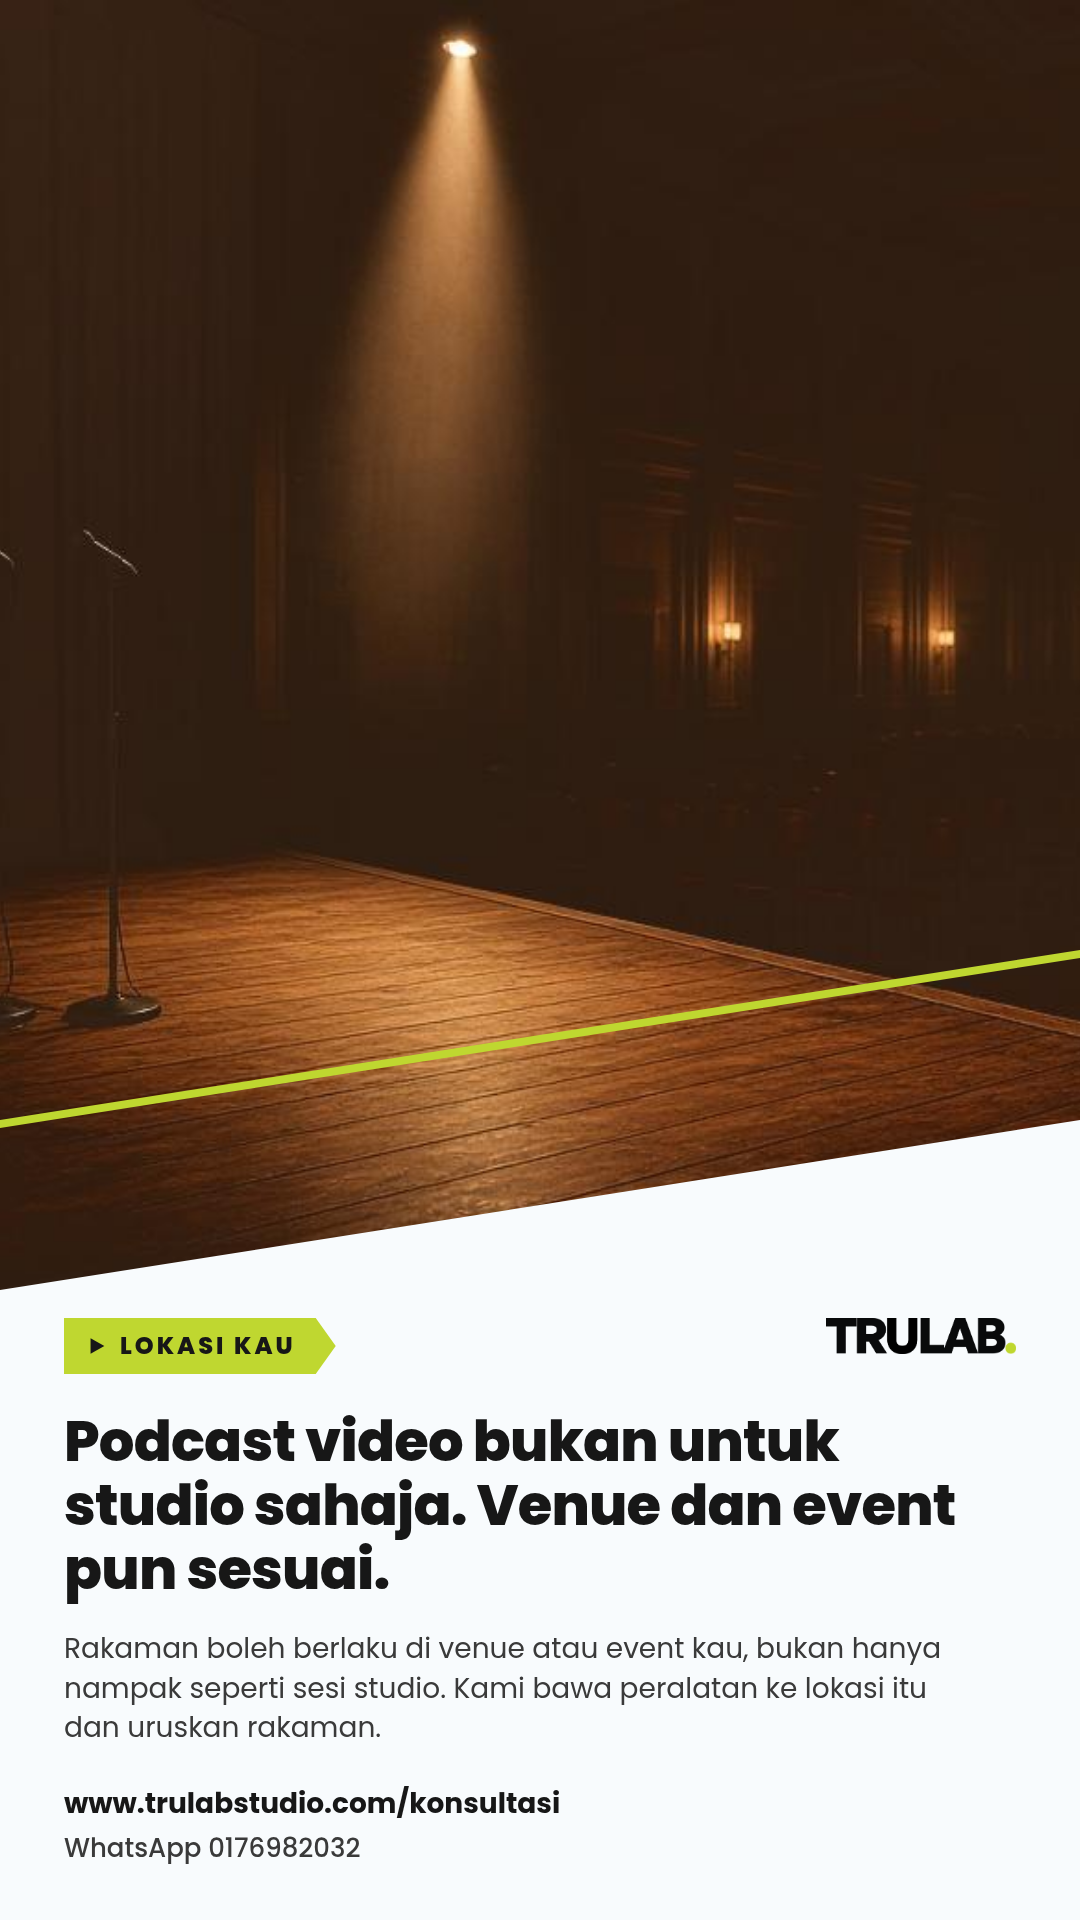 LOKASI KAU
TRULAB.
Podcast video bukan untuk
studio sahaja. Venue dan event
pun sesuai.
Rakaman boleh berlaku di venue atau event kau, bukan hanya
nampak seperti sesi studio. Kami bawa peralatan ke lokasi itu
dan uruskan rakaman.
www.trulabstudio.com/konsultasi
WhatsApp 0176982032